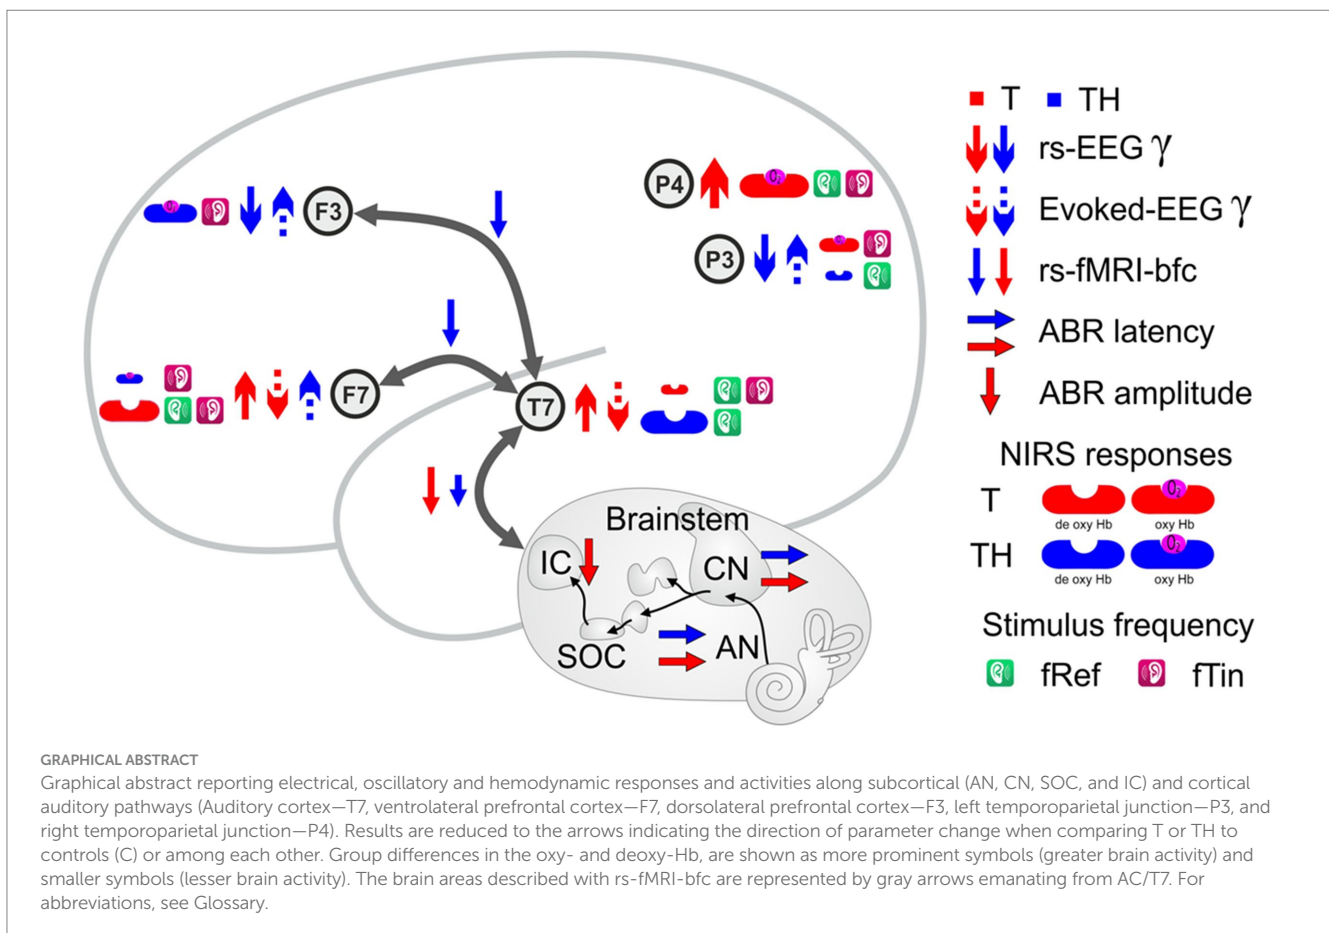 T TH
rs-EEG γ
Evoked-EEG γ
rs-fMRI-bfc
ABR latency
ABR amplitude
NIRS responses
T
de oxy Hb
O2
oxy Hb
TH
de oxy Hb
O2
oxy Hb
Stimulus frequency
fRef fTin
P4
O2
O2
F3
P3
F7
T7
Brainstem
IC
CN
SOC
AN
GRAPHICAL ABSTRACT
Graphical abstract reporting electrical, oscillatory and hemodynamic responses and activities along subcortical (AN, CN, SOC, and IC) and cortical
auditory pathways (Auditory cortex—T7, ventrolateral prefrontal cortex—F7, dorsolateral prefrontal cortex—F3, left temporoparietal junction—P3, and
right temporoparietal junction—P4). Results are reduced to the arrows indicating the direction of parameter change when comparing T or TH to
controls (C) or among each other. Group differences in the oxy- and deoxy-Hb, are shown as more prominent symbols (greater brain activity) and
smaller symbols (lesser brain activity). The brain areas described with rs-fMRI-bfc are represented by gray arrows emanating from AC/T7. For
abbreviations, see Glossary.